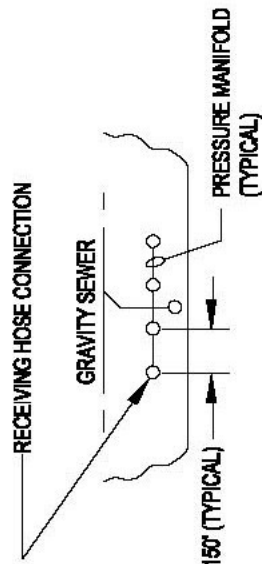 RECEIVING HOSE CONNECTION
GRAVITY SEWER
PRESSURE MANIFOLD
(TYPICAL)
150' (TYPICAL)